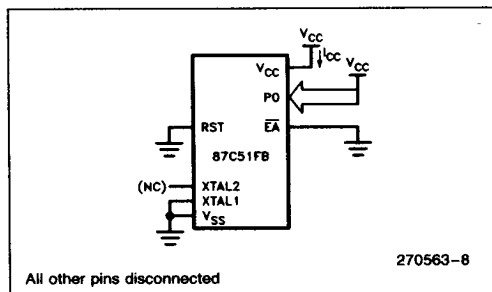 VCC
ICC
VCC
VCC
P0
RST
EA
87C51FB
(NC)
XTAL2
XTAL1
VSS
270563-8
All other pins disconnected